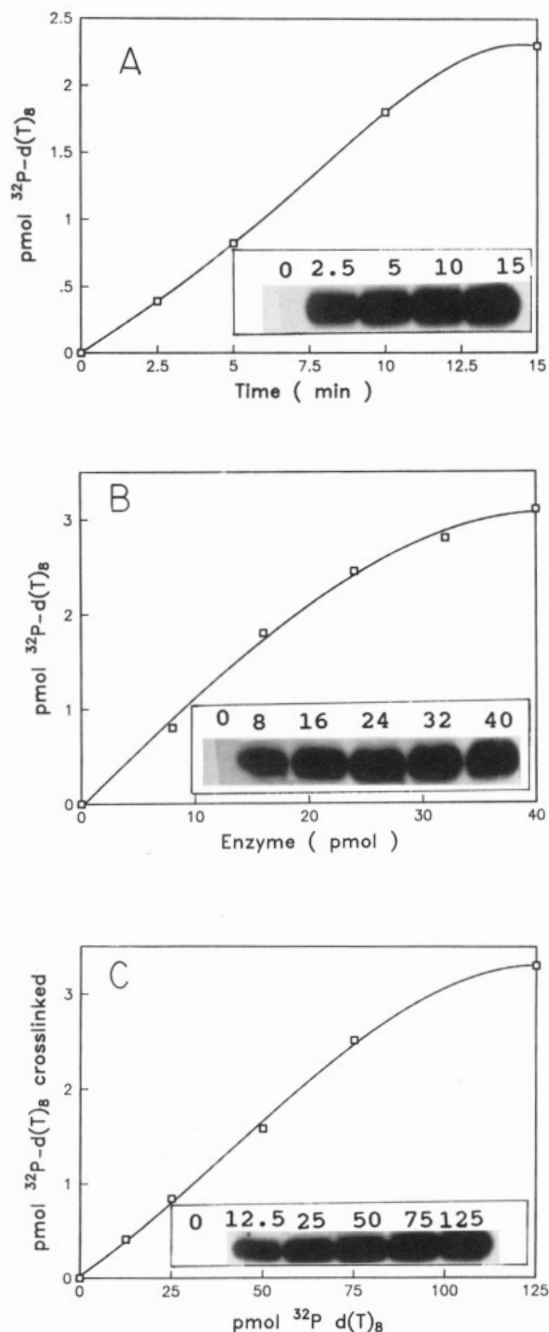 A
pmol ³²P-d(T)₈
2.5
2
1.5
1
.5
0
0 2.5 5 10 15
0 2.5 5 7.5 10 12.5 15
Time ( min )
B
pmol ³²P-d(T)₈
3
2
1
0
0 8 16 24 32 40
0 10 20 30 40
Enzyme ( pmol )
C
pmol ³²P-d(T)₈ crosslinked
3
2
1
0
0 12.5 25 50 75 125
0 25 50 75 100 125
pmol ³²P d(T)₈